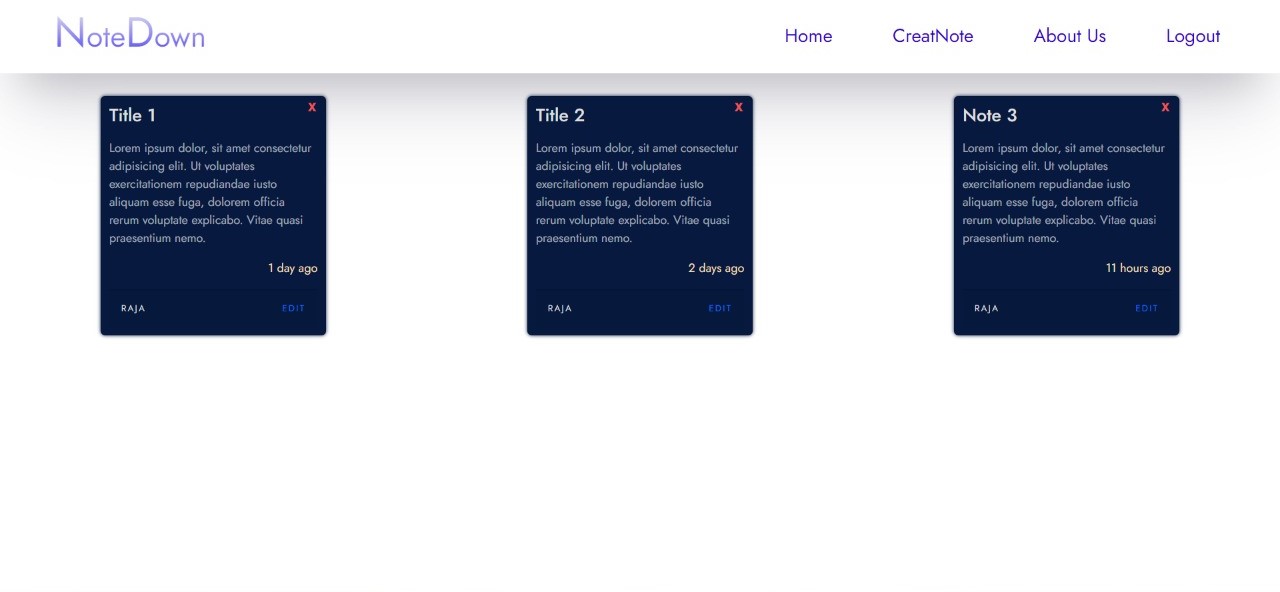 NoteDown
Home CreatNote About Us Logout
Title 1
X
Lorem ipsum dolor, sit amet consectetur
adipisicing elit. Ut voluptates
exercitationem repudiandae iusto
aliquam esse fuga, dolorem officia
rerum voluptate explicabo. Vitae quasi
praesentium nemo.
1 day ago
RAJA EDIT
Title 2
X
Lorem ipsum dolor, sit amet consectetur
adipisicing elit. Ut voluptates
exercitationem repudiandae iusto
aliquam esse fuga, dolorem officia
rerum voluptate explicabo. Vitae quasi
praesentium nemo.
2 days ago
RAJA EDIT
Note 3
X
Lorem ipsum dolor, sit amet consectetur
adipisicing elit. Ut voluptates
exercitationem repudiandae iusto
aliquam esse fuga, dolorem officia
rerum voluptate explicabo. Vitae quasi
praesentium nemo.
11 hours ago
RAJA EDIT